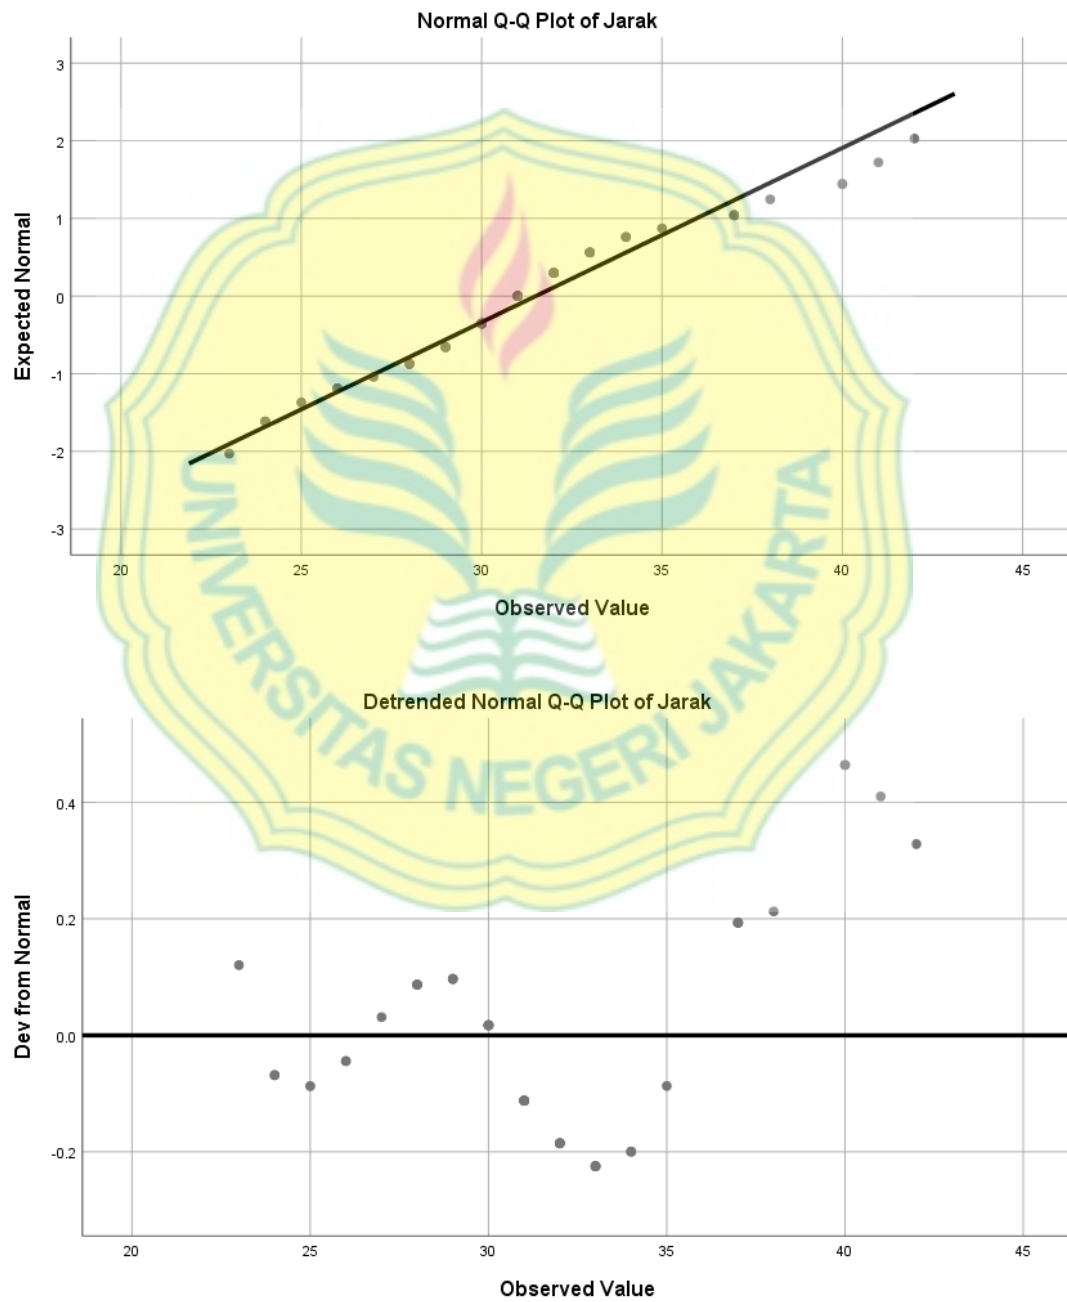 Normal Q-Q Plot of Jarak
Expected Normal
3
2
1
0
-1
-2
-3
20 25 30 35 40 45
Observed Value
UNIVERSITAS NEGERI JAKARTA
Detrended Normal Q-Q Plot of Jarak
Dev from Normal
0.4
0.2
0.0
-0.2
20 25 30 35 40 45
Observed Value